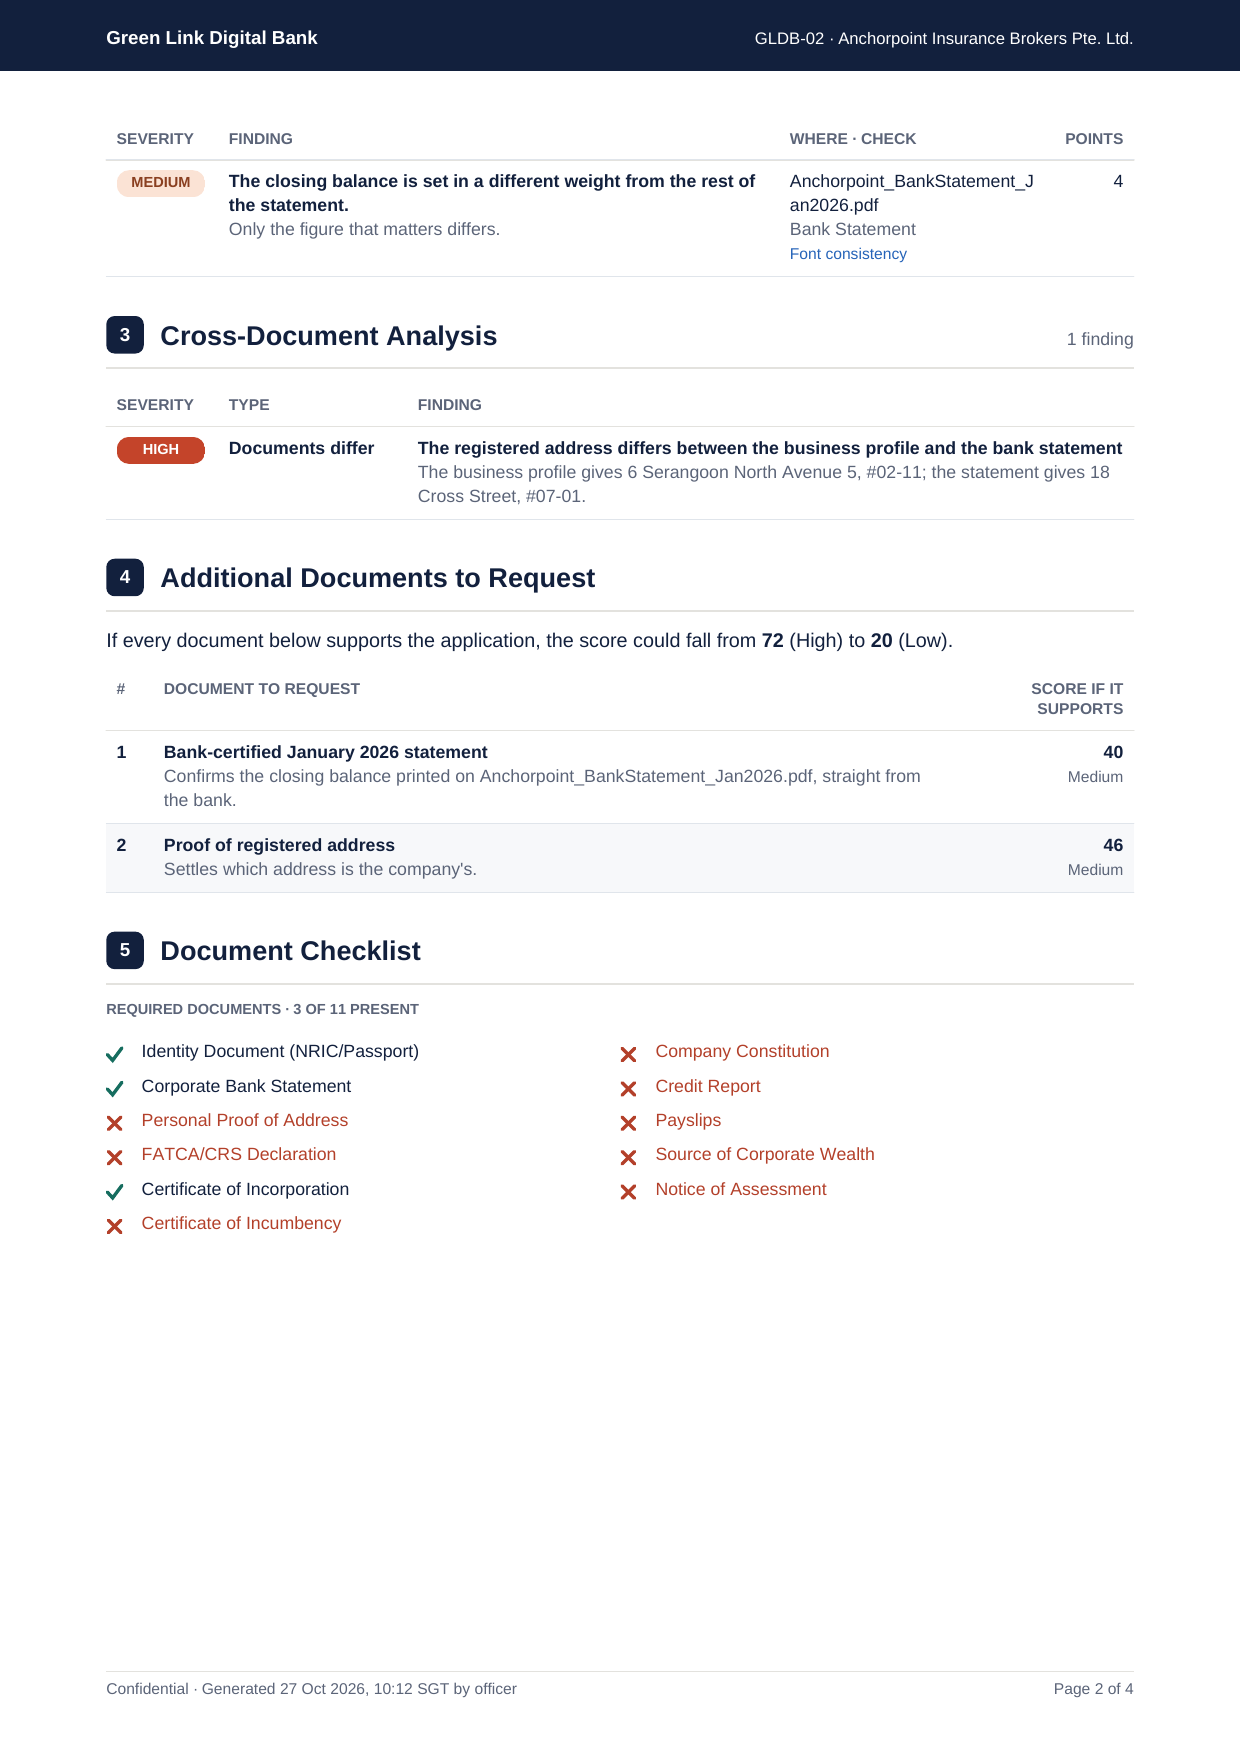 Green Link Digital Bank
GLDB-02 · Anchorpoint Insurance Brokers Pte. Ltd.
SEVERITY FINDING WHERE · CHECK POINTS
MEDIUM The closing balance is set in a different weight from the rest of Anchorpoint_BankStatement_J 4
the statement. an2026.pdf
Only the figure that matters differs. Bank Statement
Font consistency
3 Cross-Document Analysis 1 finding
SEVERITY TYPE FINDING
HIGH Documents differ The registered address differs between the business profile and the bank statement
The business profile gives 6 Serangoon North Avenue 5, #02-11; the statement gives 18
Cross Street, #07-01.
4 Additional Documents to Request
If every document below supports the application, the score could fall from 72 (High) to 20 (Low).
# DOCUMENT TO REQUEST SCORE IF IT
SUPPORTS
1 Bank-certified January 2026 statement 40
Confirms the closing balance printed on Anchorpoint_BankStatement_Jan2026.pdf, straight from Medium
the bank.
2 Proof of registered address 46
Settles which address is the company's. Medium
5 Document Checklist
REQUIRED DOCUMENTS · 3 OF 11 PRESENT
Identity Document (NRIC/Passport)
Corporate Bank Statement
Personal Proof of Address
FATCA/CRS Declaration
Certificate of Incorporation
Certificate of Incumbency
Company Constitution
Credit Report
Payslips
Source of Corporate Wealth
Notice of Assessment
Confidential · Generated 27 Oct 2026, 10:12 SGT by officer
Page 2 of 4